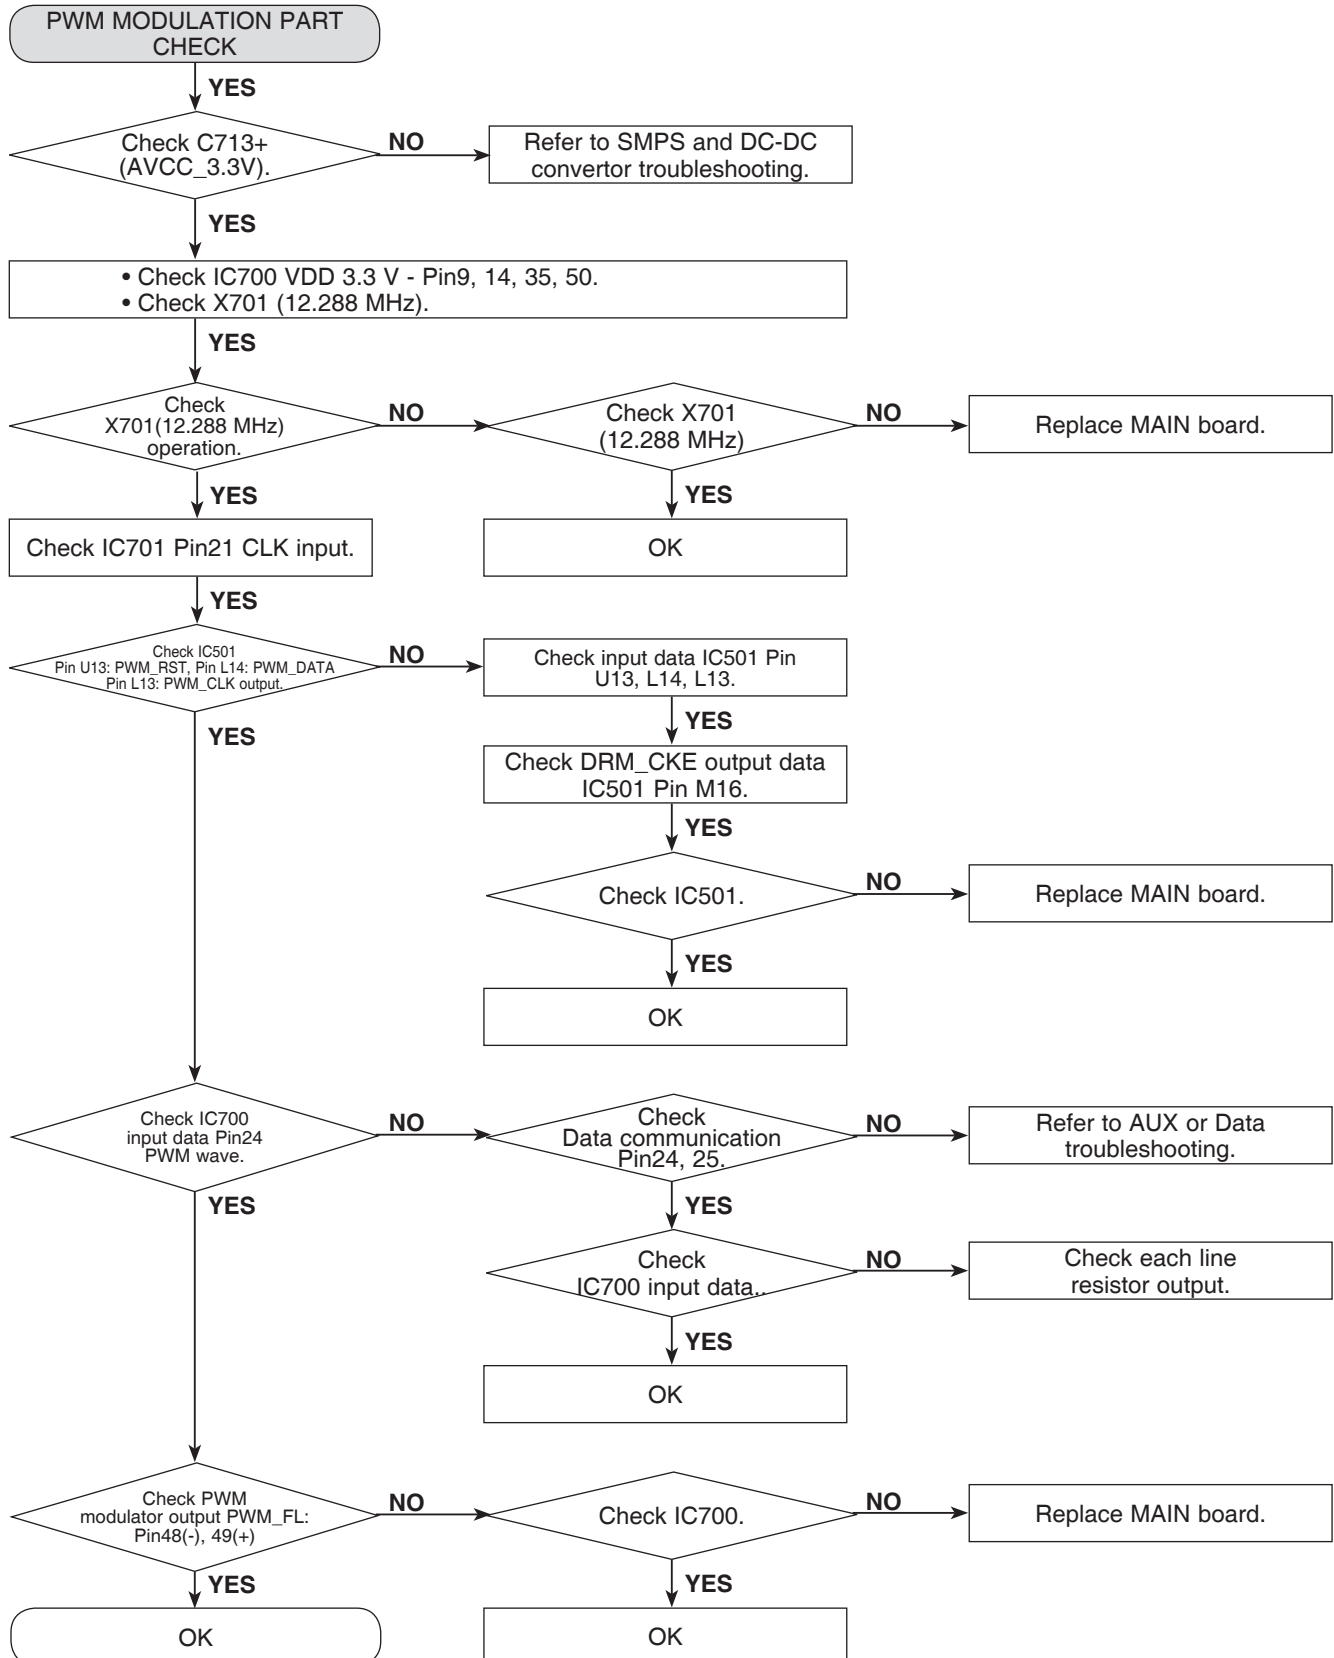 PWM MODULATION PART
CHECK
YES
Check C713+
(AVCC_3.3V).
NO
Refer to SMPS and DC-DC
convertor troubleshooting.
YES
• Check IC700 VDD 3.3 V - Pin9, 14, 35, 50.
• Check X701 (12.288 MHz).
YES
Check
X701(12.288 MHz)
operation.
NO
Check X701
(12.288 MHz)
NO
Replace MAIN board.
YES
YES
Check IC701 Pin21 CLK input.
OK
YES
Check IC501
Pin U13: PWM_RST, Pin L14: PWM_DATA
Pin L13: PWM_CLK output.
NO
Check input data IC501 Pin
U13, L14, L13.
YES
YES
Check DRM_CKE output data
IC501 Pin M16.
YES
Check IC501.
NO
Replace MAIN board.
YES
OK
Check IC700
input data Pin24
PWM wave.
NO
Check
Data communication
Pin24, 25.
NO
Refer to AUX or Data
troubleshooting.
YES
YES
Check
IC700 input data..
NO
Check each line
resistor output.
YES
OK
Check PWM
modulator output PWM_FL:
Pin48(-), 49(+)
NO
Check IC700.
NO
Replace MAIN board.
YES
YES
OK
OK